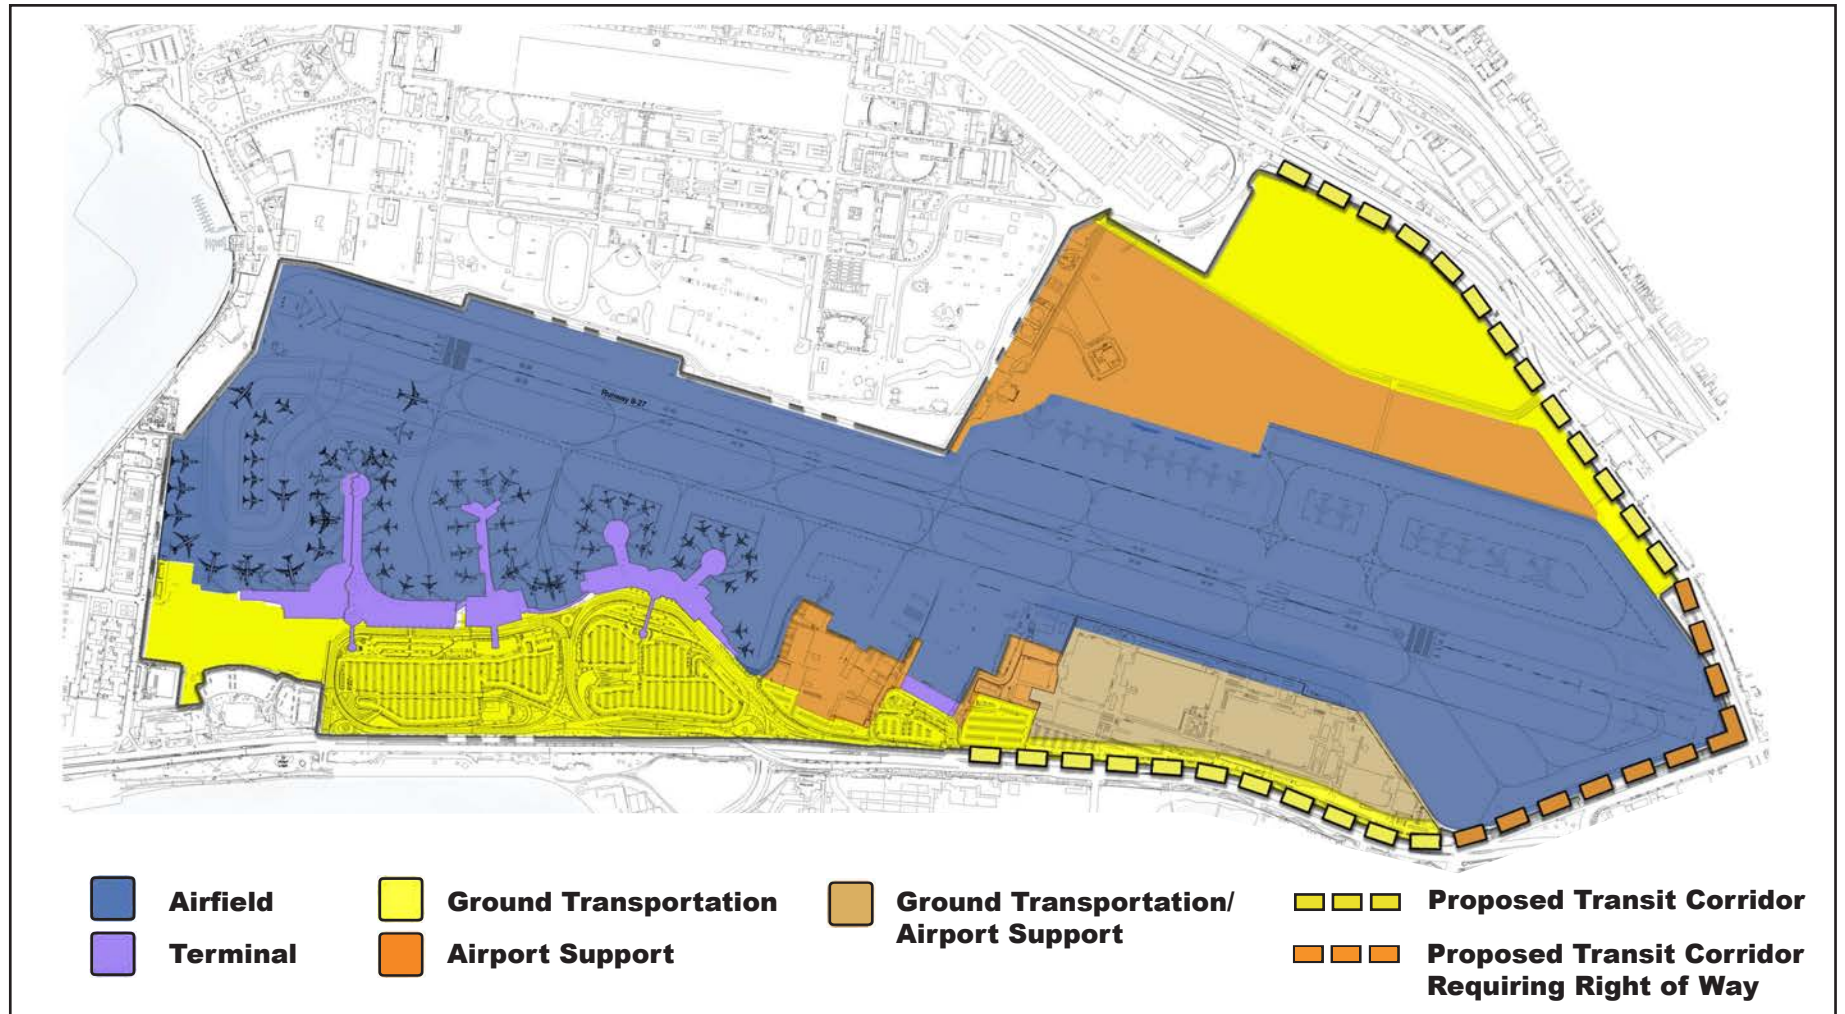 Runway 9-27
Airfield
Terminal
Ground Transportation
Airport Support
Ground Transportation/
Airport Support
Proposed Transit Corridor
Proposed Transit Corridor
Requiring Right of Way